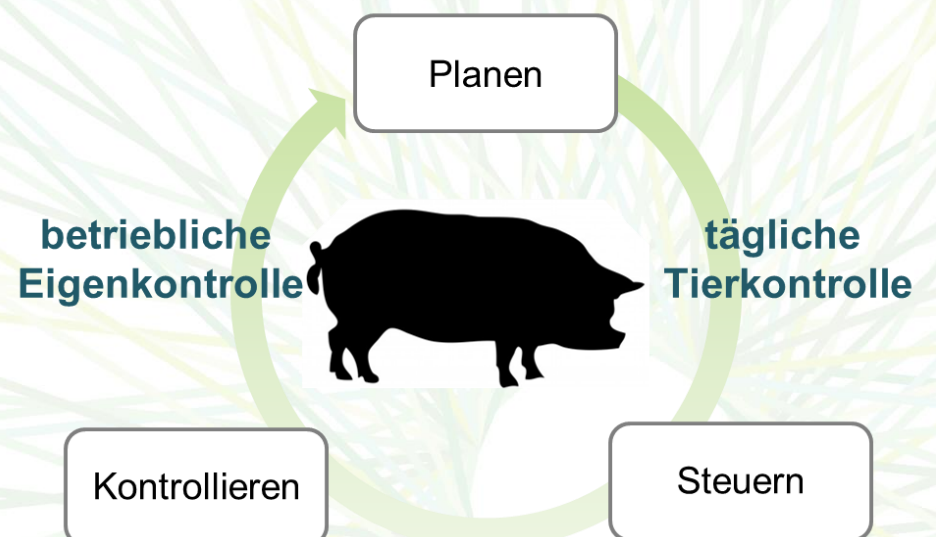 Planen
betriebliche
Eigenkontrolle
tägliche
Tierkontrolle
Kontrollieren
Steuern